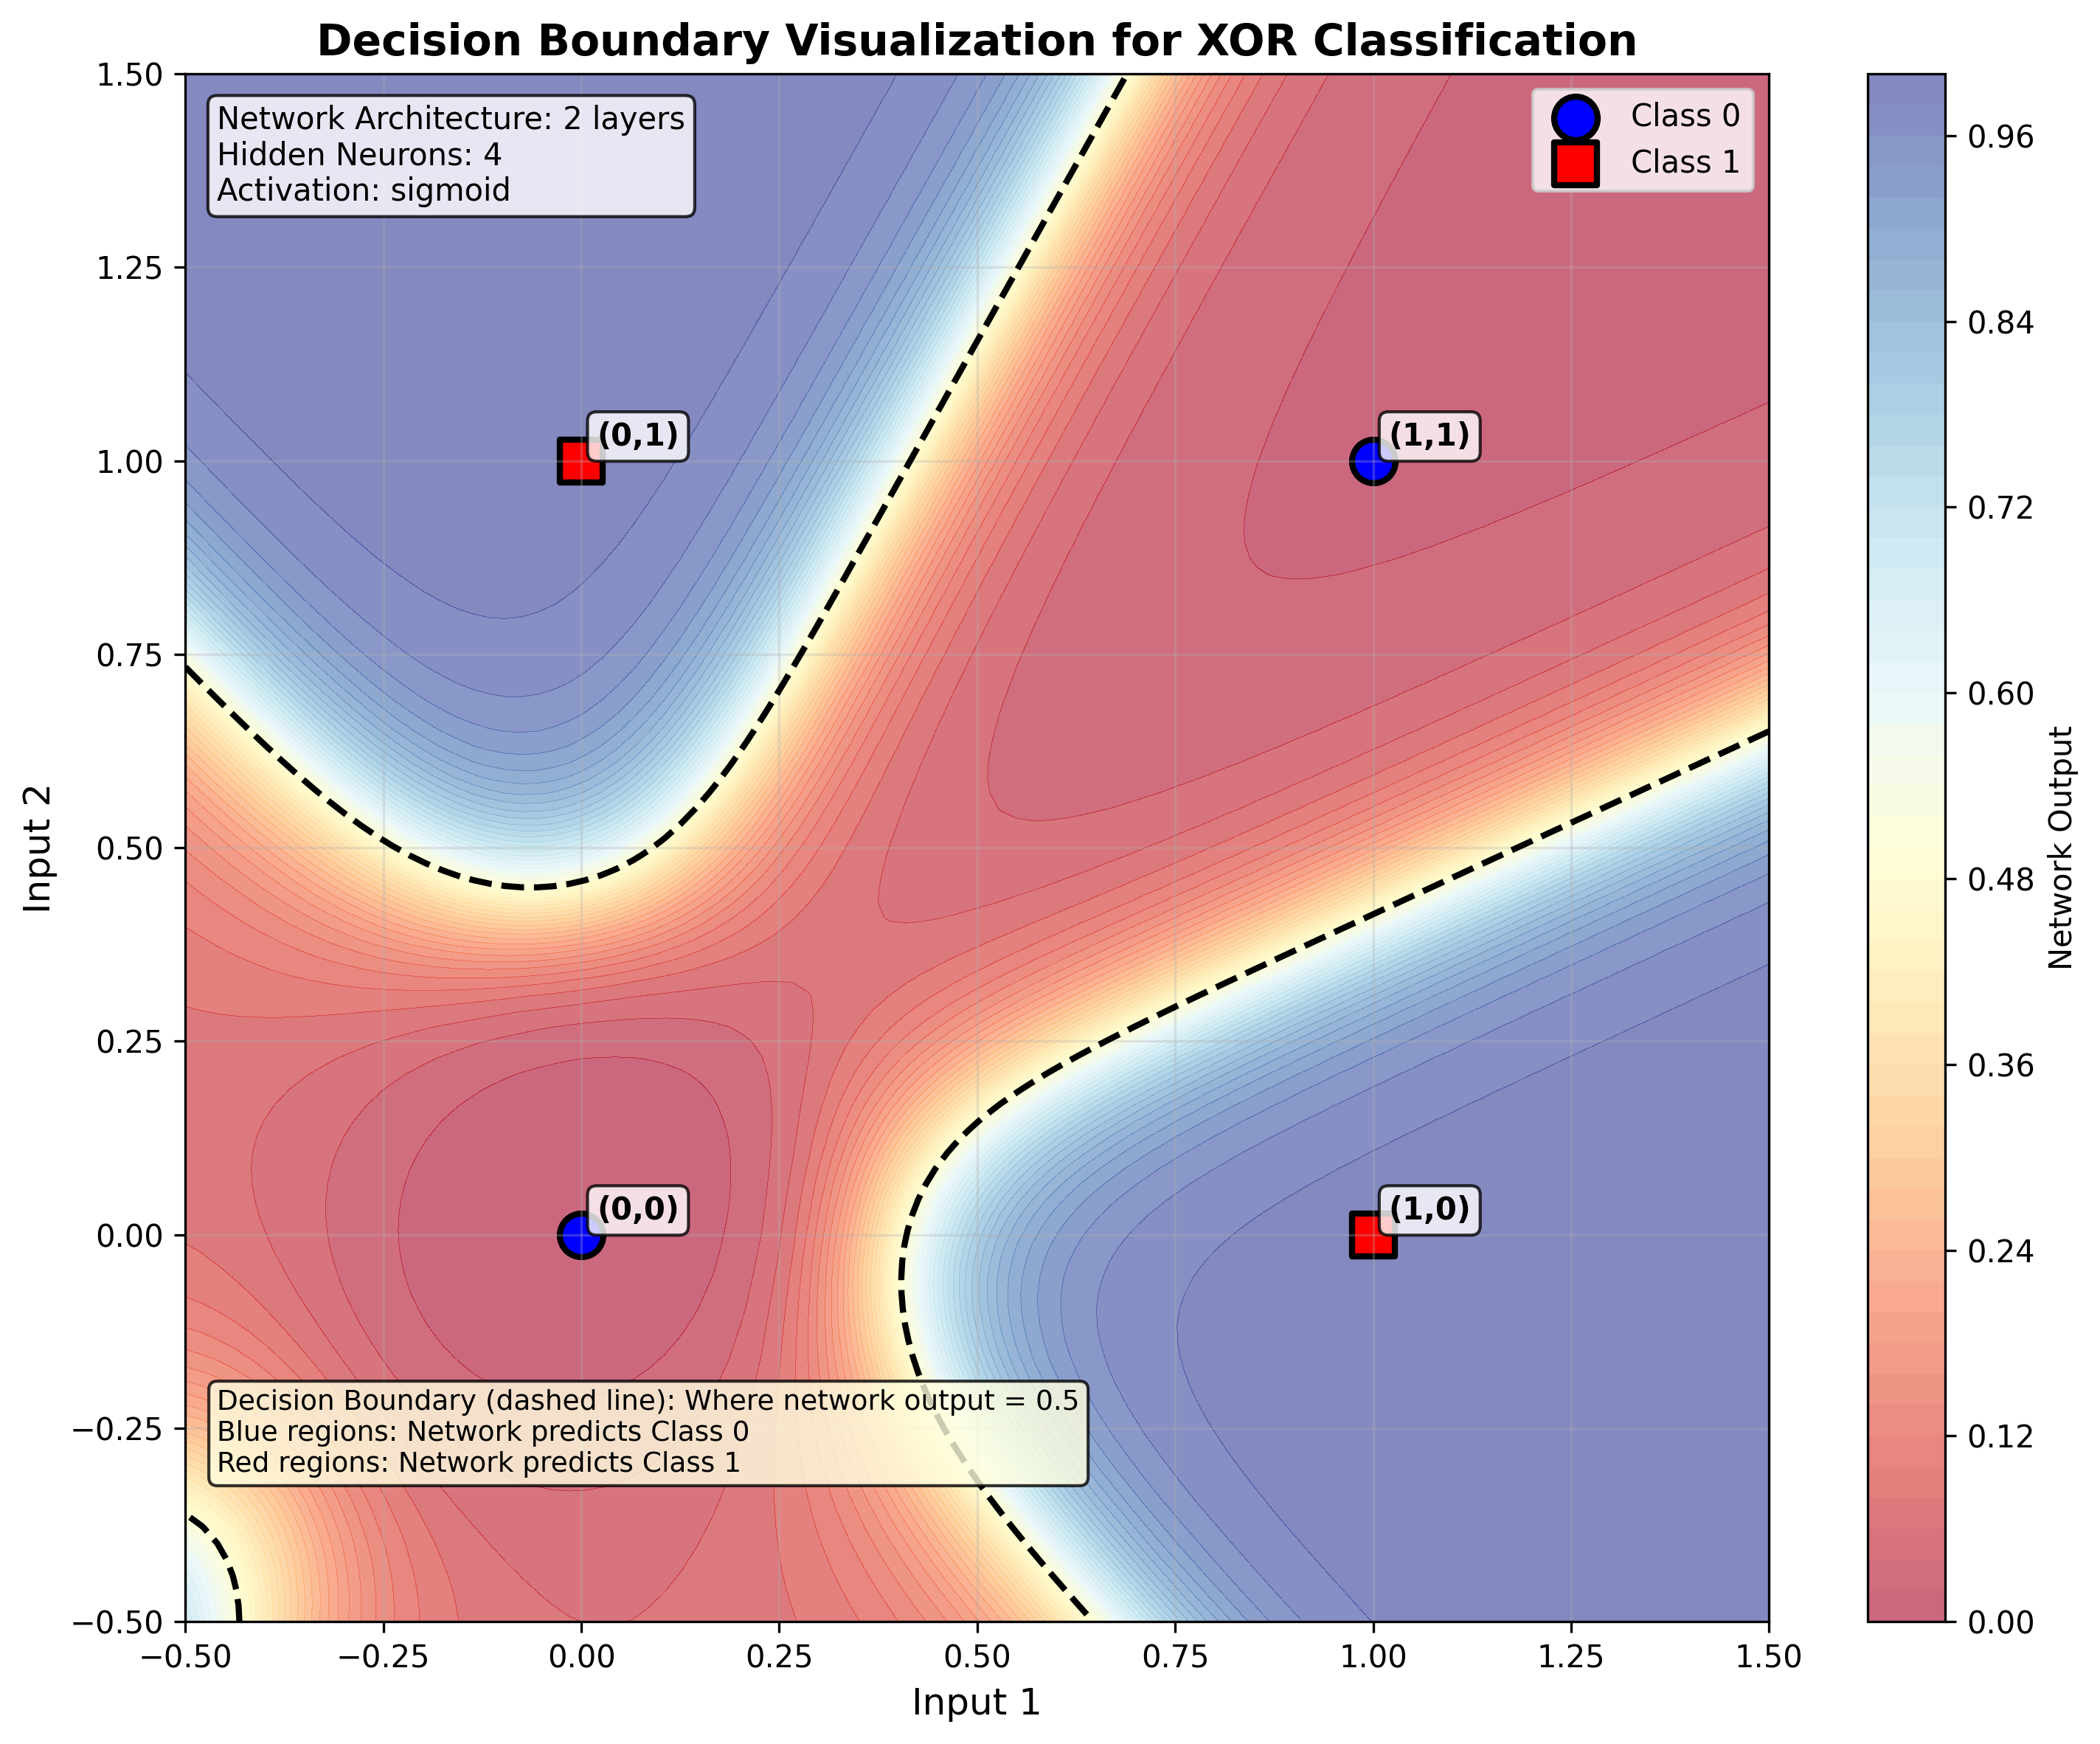 Decision Boundary Visualization for XOR Classification
Network Architecture: 2 layers
Hidden Neurons: 4
Activation: sigmoid
Class 0
Class 1
(0,1)
(1,1)
(0,0)
(1,0)
Decision Boundary (dashed line): Where network output = 0.5
Blue regions: Network predicts Class 0
Red regions: Network predicts Class 1
1.50
1.25
1.00
0.75
0.50
0.25
0.00
−0.25
−0.50
Input 2
−0.50
−0.25
0.00
0.25
0.50
0.75
1.00
1.25
1.50
Input 1
0.96
0.84
0.72
0.60
0.48
0.36
0.24
0.12
0.00
Network Output